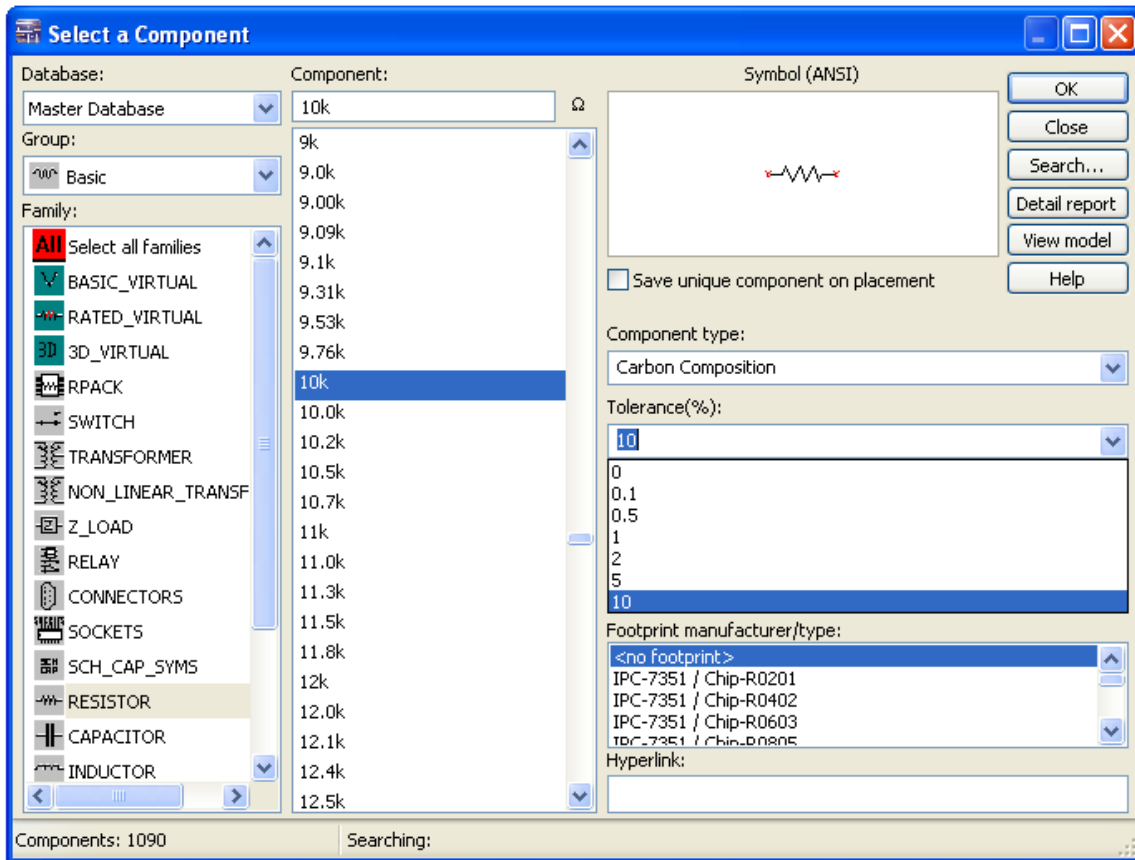 Select a Component
Database:
Master Database
Group:
Basic
Family:
All Select all families
BASIC_VIRTUAL
RATED_VIRTUAL
3D 3D_VIRTUAL
RPACK
SWITCH
TRANSFORMER
NON_LINEAR_TRANSF
Z Z_LOAD
RELAY
CONNECTORS
SOCKETS
SCH_CAP_SYMS
RESISTOR
CAPACITOR
INDUCTOR
Component:
10k Ω
9k
9.0k
9.00k
9.09k
9.1k
9.31k
9.53k
9.76k
10k
10.0k
10.2k
10.5k
10.7k
11k
11.0k
11.3k
11.5k
11.8k
12k
12.0k
12.1k
12.4k
12.5k
Symbol (ANSI)
Save unique component on placement
Component type:
Carbon Composition
Tolerance(%):
10
0
0.1
0.5
1
2
5
10
Footprint manufacturer/type:
<no footprint>
IPC-7351 / Chip-R0201
IPC-7351 / Chip-R0402
IPC-7351 / Chip-R0603
IPC-7351 / Chip-R0805
Hyperlink:
OK
Close
Search...
Detail report
View model
Help
Components: 1090
Searching: